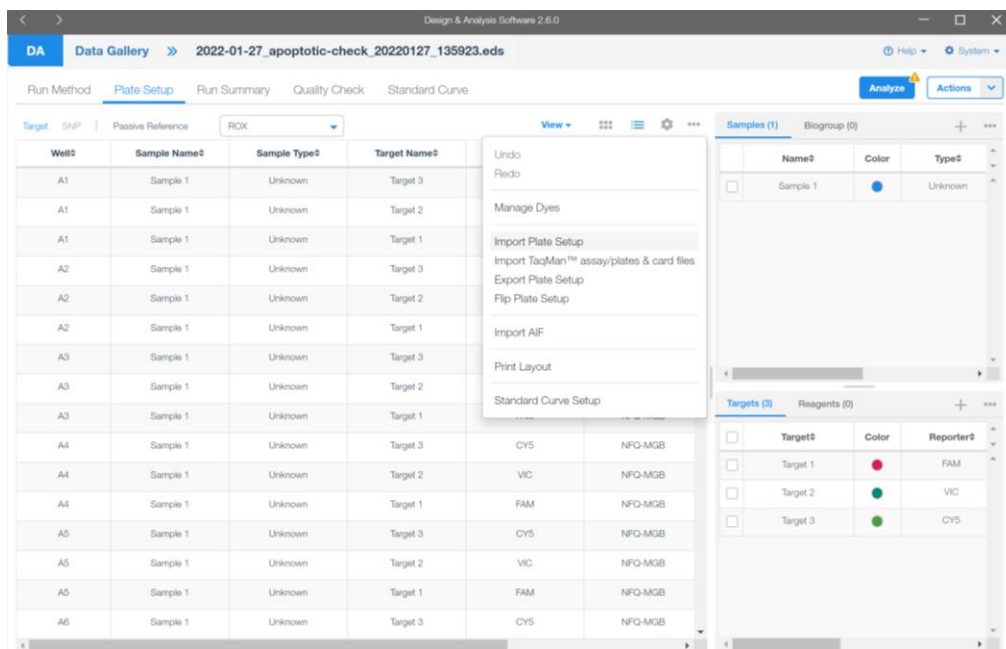 Design & Analysis Software 2.6.0
DA Data Gallery » 2022-01-27_apoptotic-check_20220127_135923.eds Help System
Run Method Plate Setup Run Summary Quality Check Standard Curve Analyze Actions
Target SNP | Passive Reference ROX View
Well Sample Name Sample Type Target Name
A1 Sample 1 Unknown Target 3
A1 Sample 1 Unknown Target 2
A1 Sample 1 Unknown Target 1
A2 Sample 1 Unknown Target 3
A2 Sample 1 Unknown Target 2
A2 Sample 1 Unknown Target 1
A3 Sample 1 Unknown Target 3
A3 Sample 1 Unknown Target 2
A3 Sample 1 Unknown Target 1
A4 Sample 1 Unknown Target 3 CY5 NFQ-MGB
A4 Sample 1 Unknown Target 2 VIC NFQ-MGB
A4 Sample 1 Unknown Target 1 FAM NFQ-MGB
A5 Sample 1 Unknown Target 3 CY5 NFQ-MGB
A5 Sample 1 Unknown Target 2 VIC NFQ-MGB
A5 Sample 1 Unknown Target 1 FAM NFQ-MGB
A6 Sample 1 Unknown Target 3 CY5 NFQ-MGB
Undo
Redo
Manage Dyes
Import Plate Setup
Import TaqMan™ assay/plates & card files
Export Plate Setup
Flip Plate Setup
Import AIF
Print Layout
Standard Curve Setup
Samples (1) Biogroup (0)
Name Color Type
Sample 1 Unknown
Targets (3) Reagents (0)
Target Color Reporter
Target 1 FAM
Target 2 VIC
Target 3 CY5